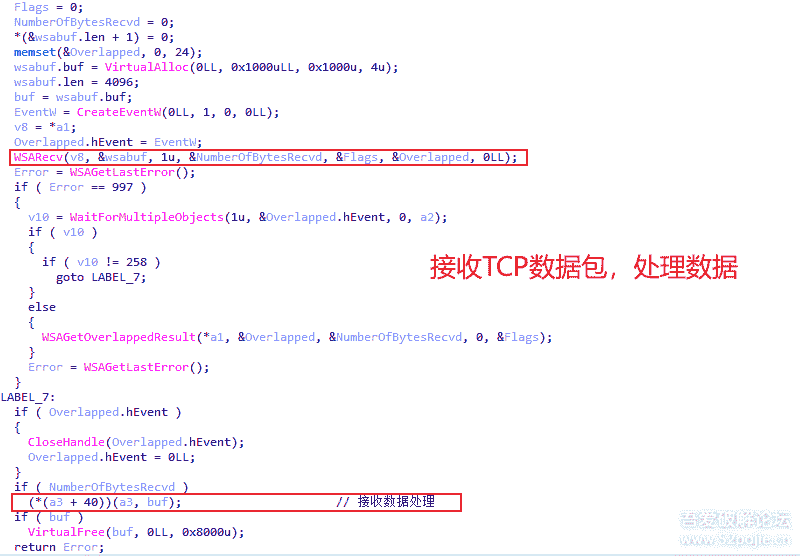 Flags = 0;
NumberOfBytesRecvd = 0;
*(&wsabuf.len + 1) = 0;
memset(&Overlapped, 0, 24);
wsabuf.buf = VirtualAlloc(0LL, 0x1000uLL, 0x1000u, 4u);
wsabuf.len = 4096;
buf = wsabuf.buf;
EventW = CreateEventW(0LL, 1, 0, 0LL);
v8 = *a1;
Overlapped.hEvent = EventW;
WSARecv(v8, &wsabuf, 1u, &NumberOfBytesRecvd, &Flags, &Overlapped, 0LL);
Error = WSAGetLastError();
if ( Error == 997 )
{
v10 = WaitForMultipleObjects(1u, &Overlapped.hEvent, 0, a2);
if ( v10 )
{
if ( v10 != 258 )
goto LABEL_7;
}
else
{
WSAGetOverlappedResult(*a1, &Overlapped, &NumberOfBytesRecvd, 0, &Flags);
}
Error = WSAGetLastError();
}
LABEL_7:
if ( Overlapped.hEvent )
{
CloseHandle(Overlapped.hEvent);
Overlapped.hEvent = 0LL;
}
if ( NumberOfBytesRecvd )
(*(a3 + 40))(a3, buf); // 接收数据处理
if ( buf )
VirtualFree(buf, 0LL, 0x8000u);
return Error;
接收TCP数据包，处理数据
吾爱破解论坛
www.52pojie.cn